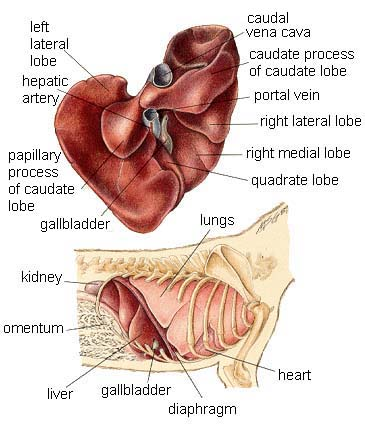 caudal
vena cava
left
lateral
lobe
caudate process
of caudate lobe
hepatic
artery
portal vein
right lateral lobe
papillary
process
of caudate
lobe
right medial lobe
quadrate lobe
gallbladder
lungs
kidney
omentum
heart
liver
gallbladder
diaphragm